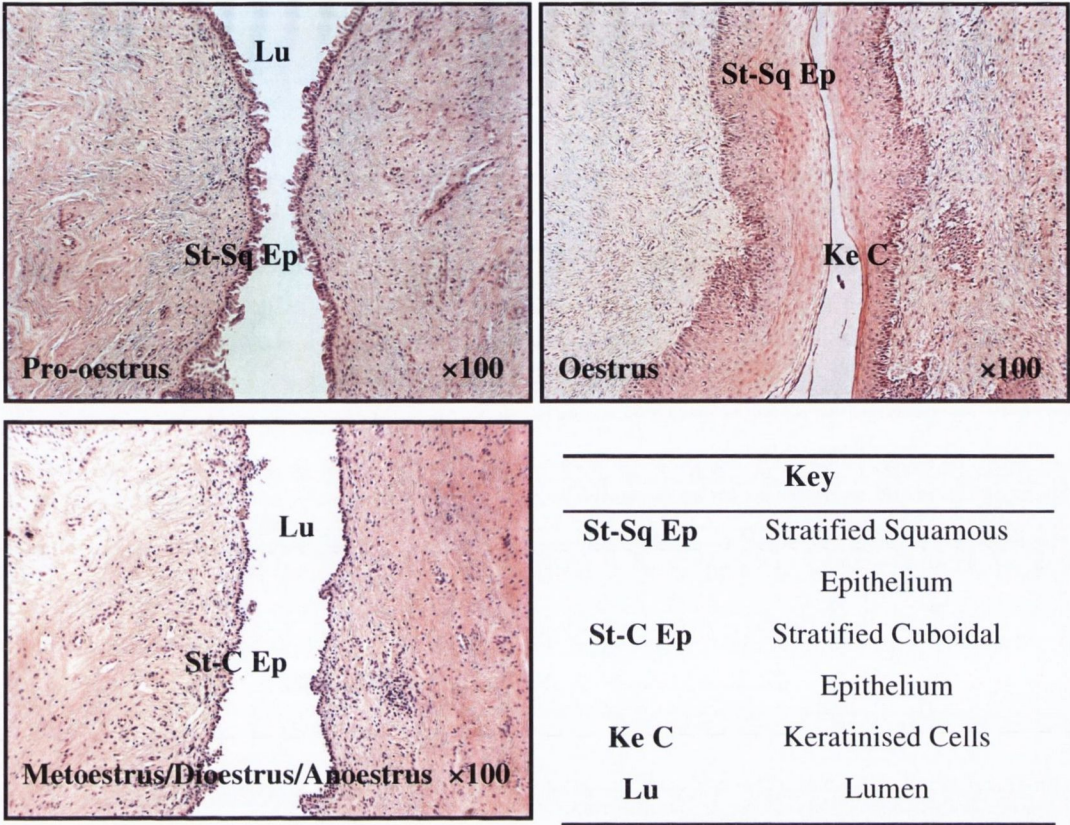 Lu
St-Sq Ep
Pro-oestrus ×100
St-Sq Ep
Ke C
Oestrus ×100
Lu
St-C Ep
Metoestrus/Dioestrus/Anoestrus ×100
Key
St-Sq Ep Stratified Squamous
Epithelium
St-C Ep Stratified Cuboidal
Epithelium
Ke C Keratinised Cells
Lu Lumen